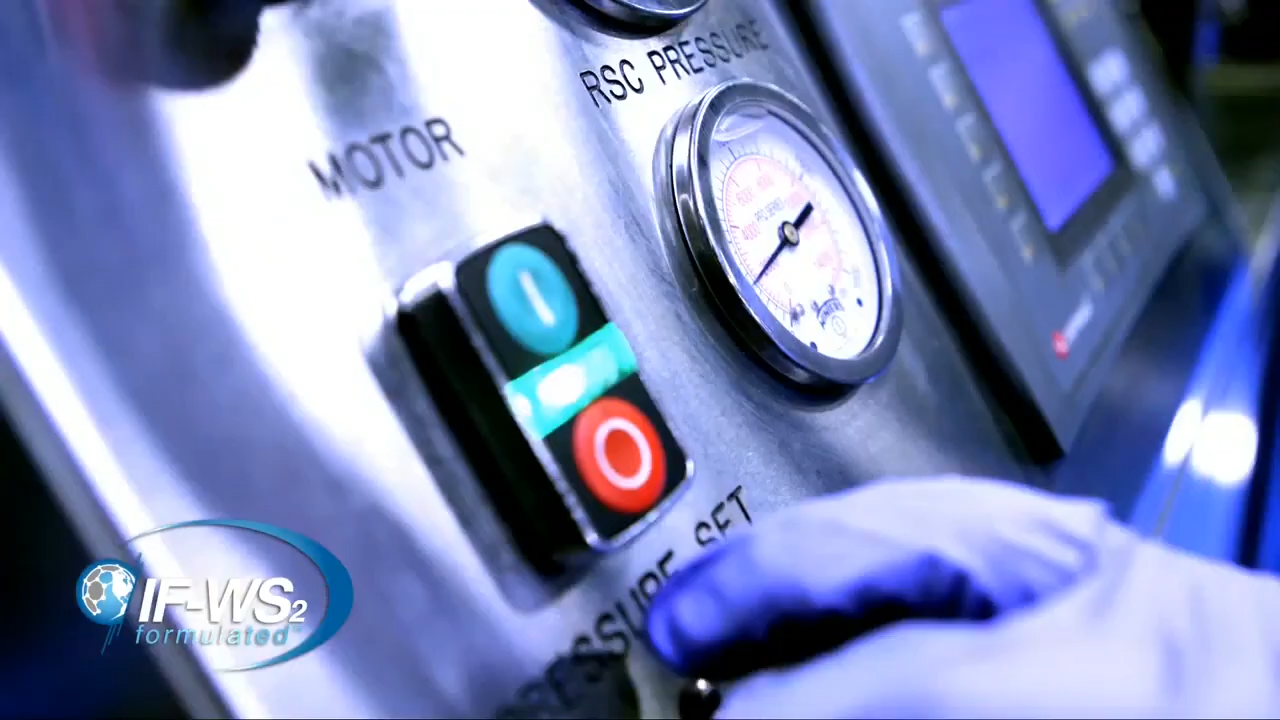 RSC PRESSURE
MOTOR
PRESSURE SET
IF-WS2
formulated